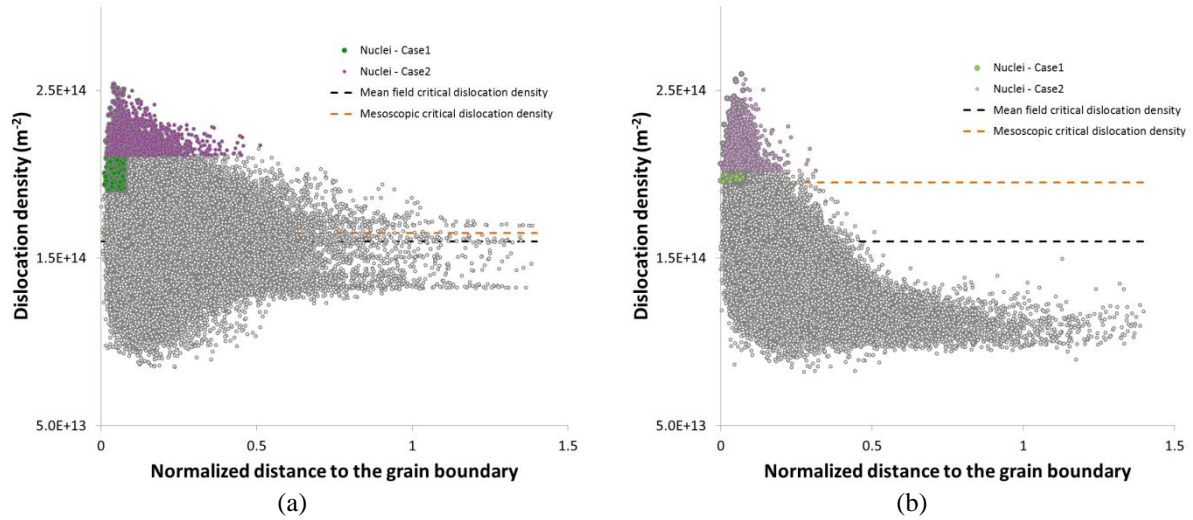 Nuclei - Case1
Nuclei - Case2
Mean field critical dislocation density
Mesoscopic critical dislocation density
Dislocation density (m-2)
2.5E+14
1.5E+14
5.0E+13
0
0.5
1
1.5
Normalized distance to the grain boundary
(a)
Nuclei - Case1
Nuclei - Case2
Mean field critical dislocation density
Mesoscopic critical dislocation density
Dislocation density (m-2)
2.5E+14
1.5E+14
5.0E+13
0
0.5
1
1.5
Normalized distance to the grain boundary
(b)